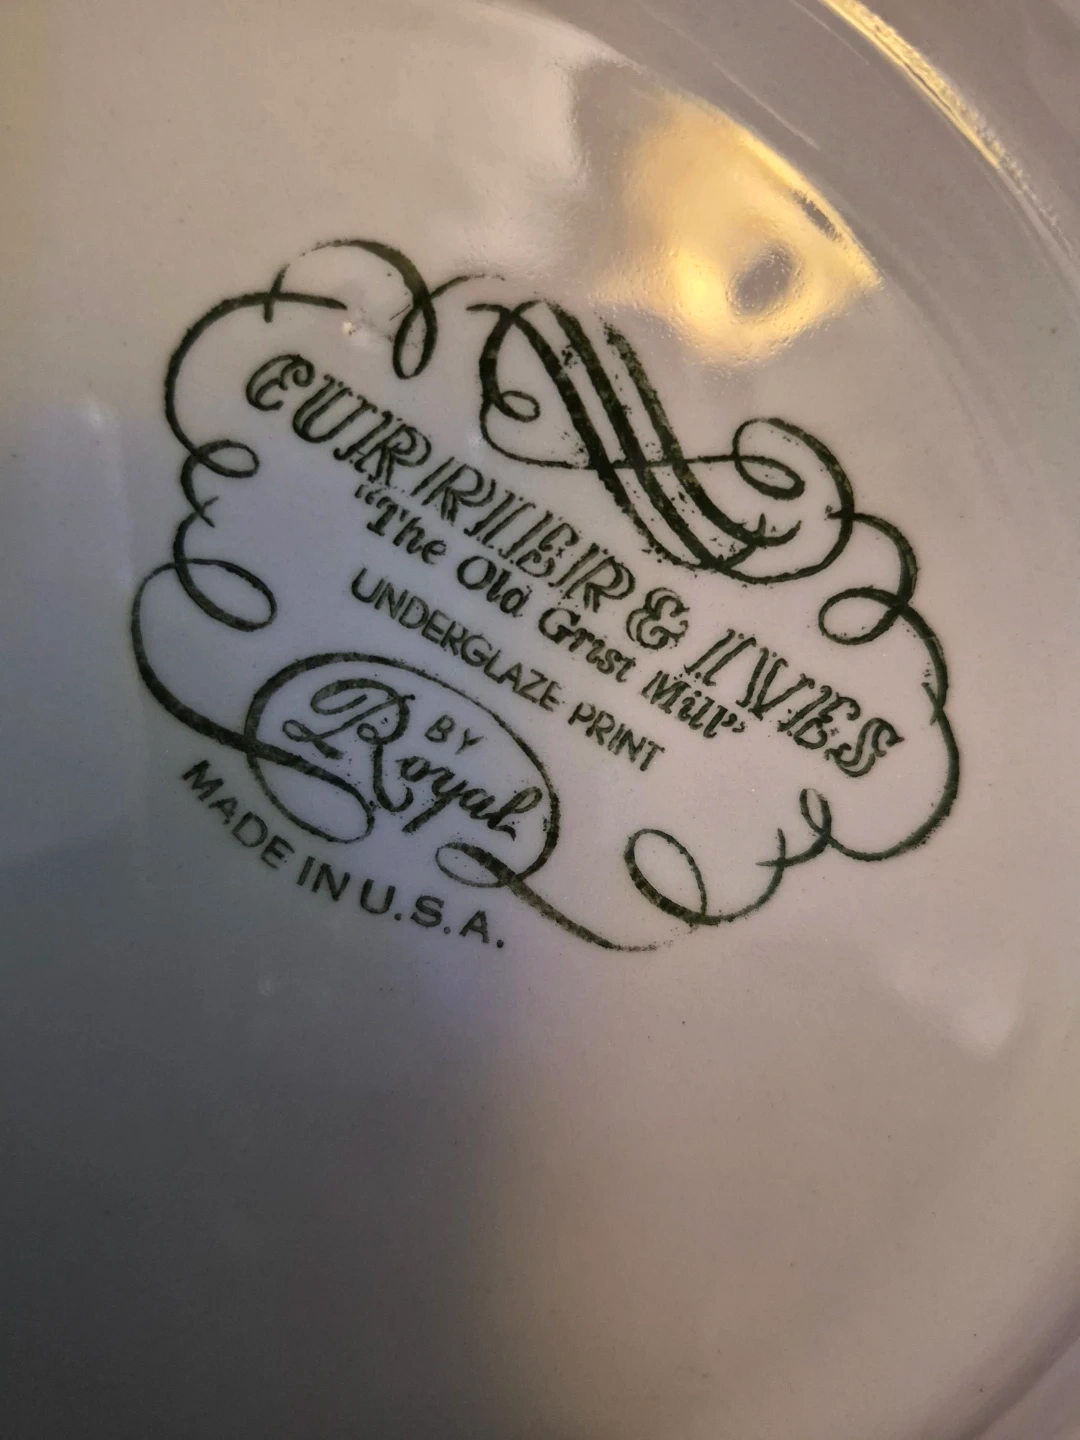 CURRIER & IVES
"The Old Grist Mill"
UNDERGLAZE PRINT
BY
Royal
MADE IN U.S.A.